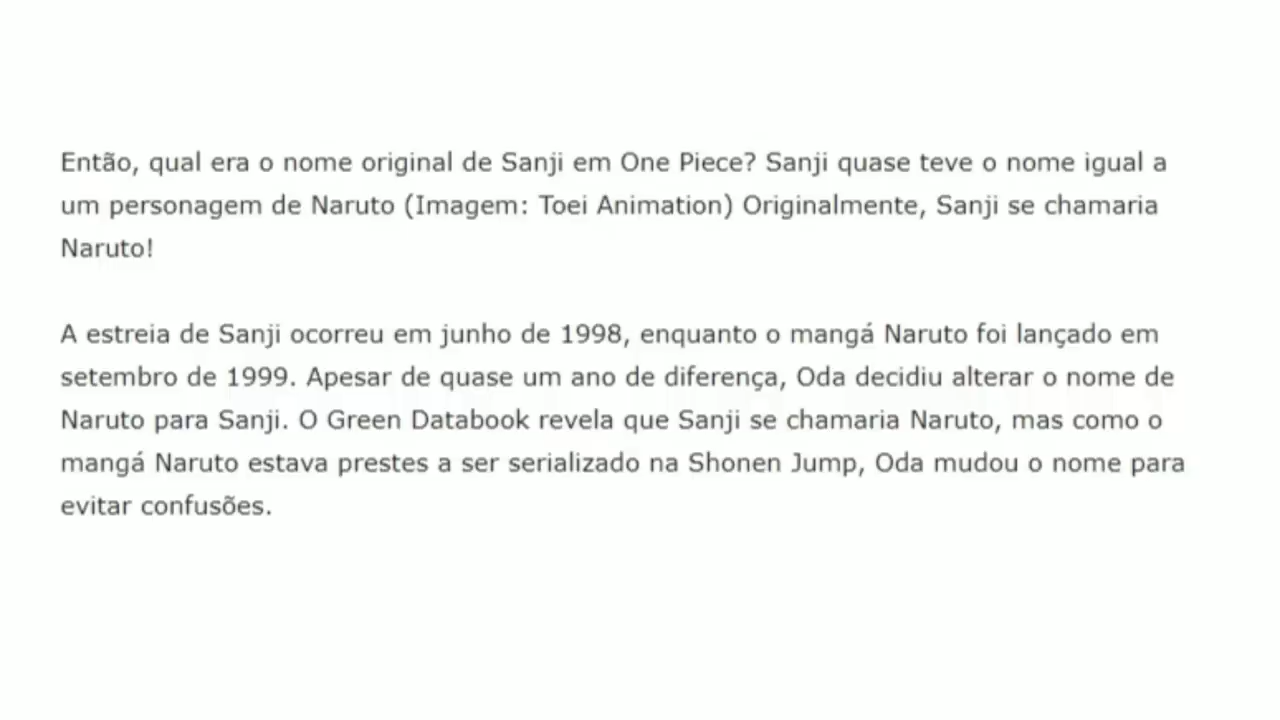 Então, qual era o nome original de Sanji em One Piece? Sanji quase teve o nome igual a
um personagem de Naruto (Imagem: Toei Animation) Originalmente, Sanji se chamaria
Naruto!
A estreia de Sanji ocorreu em junho de 1998, enquanto o mangá Naruto foi lançado em
setembro de 1999. Apesar de quase um ano de diferença, Oda decidiu alterar o nome de
Naruto para Sanji. O Green Databook revela que Sanji se chamaria Naruto, mas como o
mangá Naruto estava prestes a ser serializado na Shonen Jump, Oda mudou o nome para
evitar confusões.